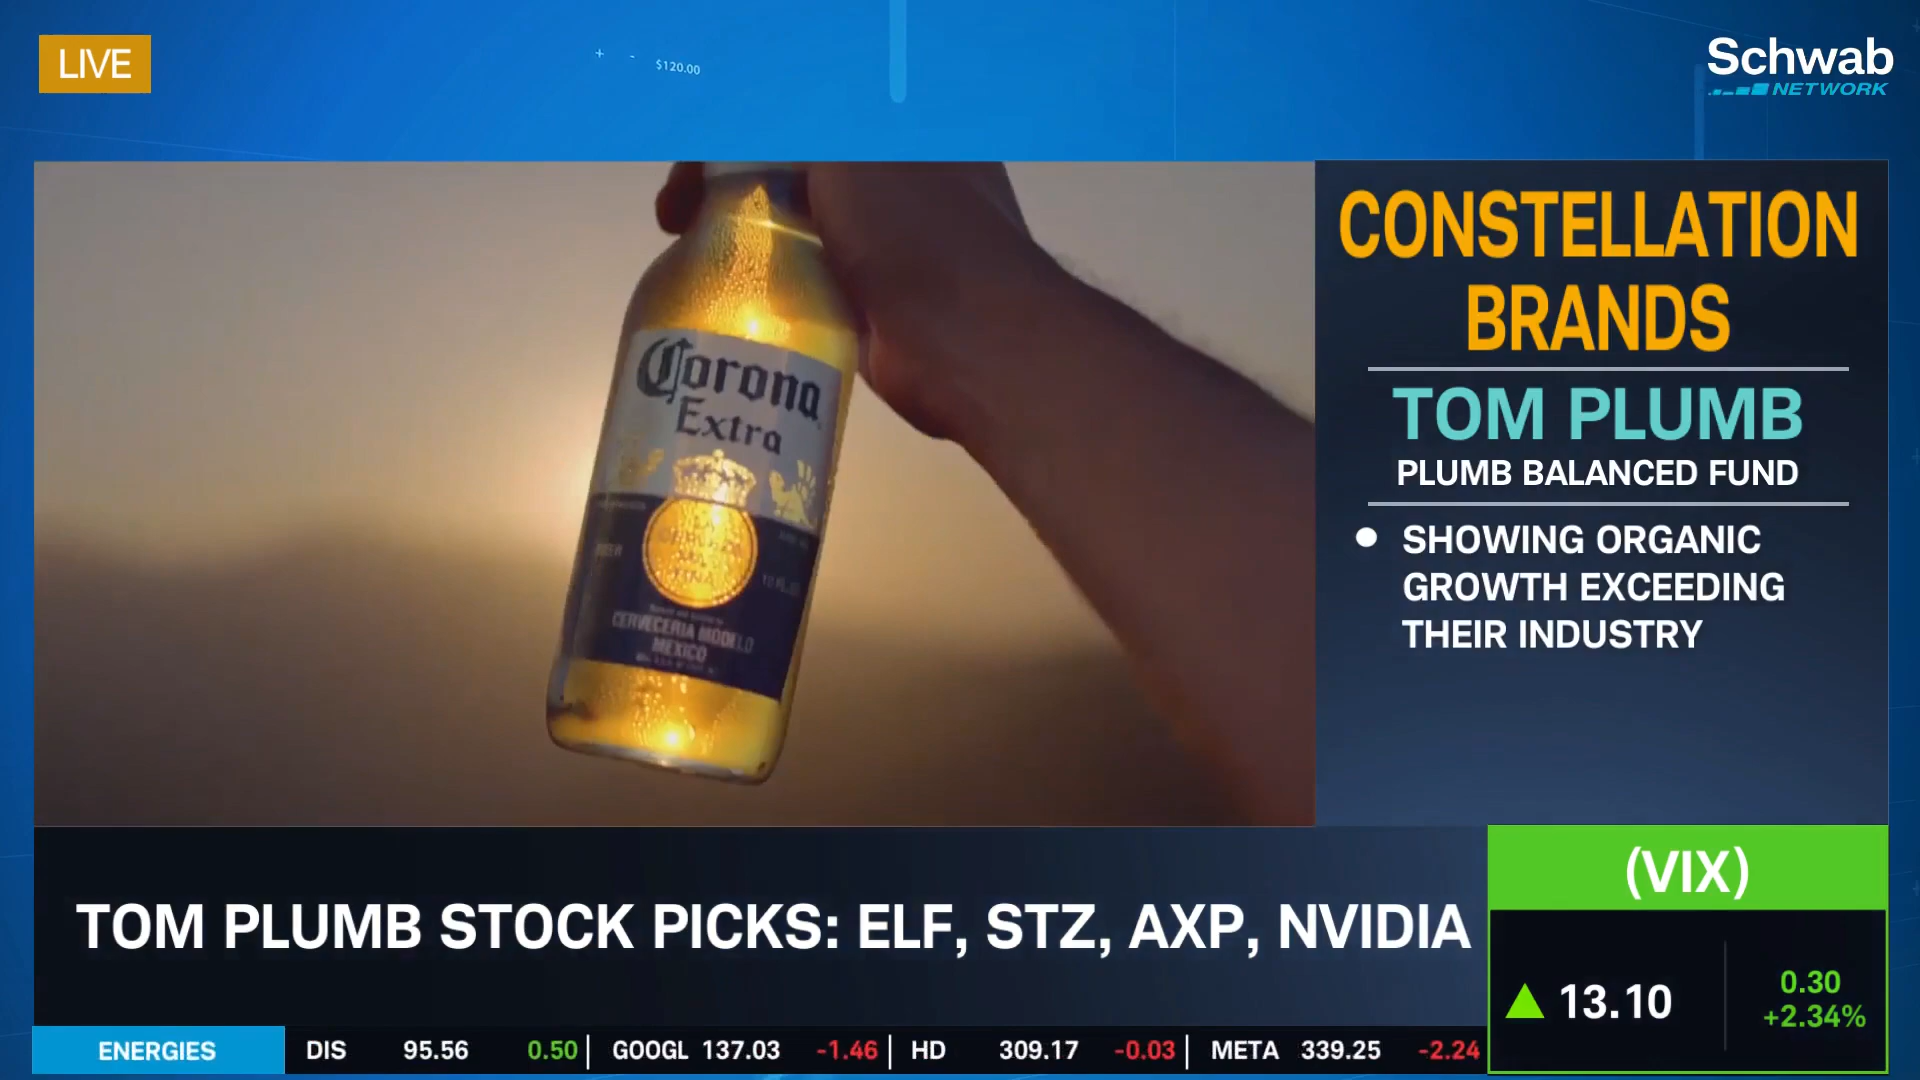 LIVE
$120.00
Schwab
NETWORK
Corona
Extra
CERVECERIA MODELO
MEXICO
CONSTELLATION
BRANDS
TOM PLUMB
PLUMB BALANCED FUND
• SHOWING ORGANIC
GROWTH EXCEEDING
THEIR INDUSTRY
TOM PLUMB STOCK PICKS: ELF, STZ, AXP, NVIDIA
(VIX)
13.10
0.30
+2.34%
ENERGIES DIS 95.56 0.50 GOOGL 137.03 -1.46 HD 309.17 -0.03 META 339.25 -2.24